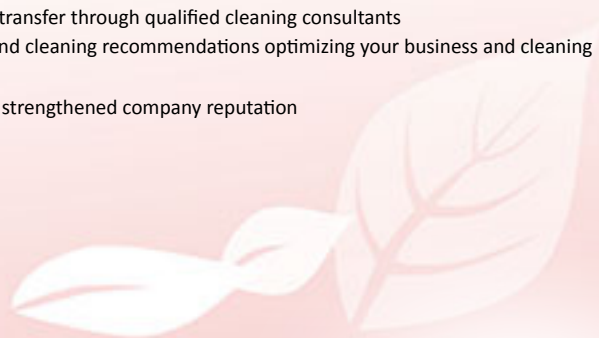 transfer through qualified cleaning consultants
nd cleaning recommendations optimizing your business and cleaning
strengthened company reputation